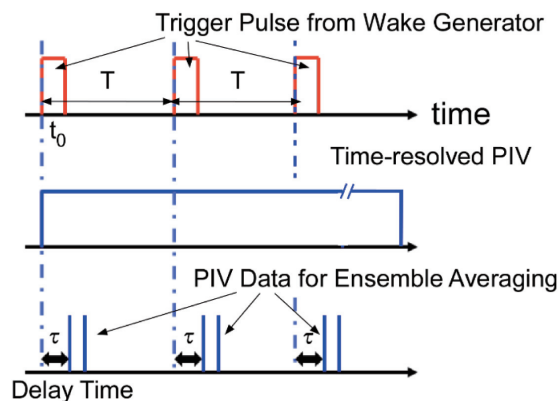 Trigger Pulse from Wake Generator
T
T
time
t0
Time-resolved PIV
PIV Data for Ensemble Averaging
τ
τ
τ
Delay Time